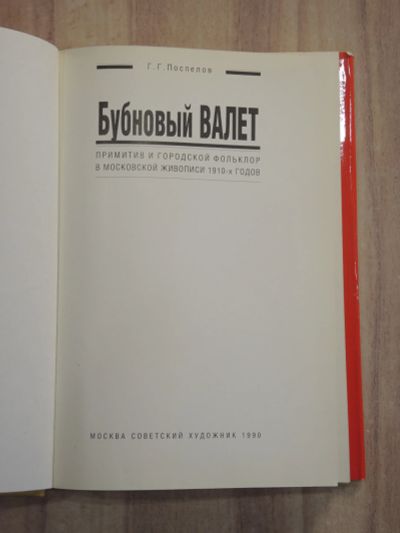 Г. Г. Поспелов
Бубновый ВАЛЕТ
ПРИМИТИВ И ГОРОДСКОЙ ФОЛЬКЛОР
В МОСКОВСКОЙ ЖИВОПИСИ 1910-х ГОДОВ
МОСКВА СОВЕТСКИЙ ХУДОЖНИК 1990